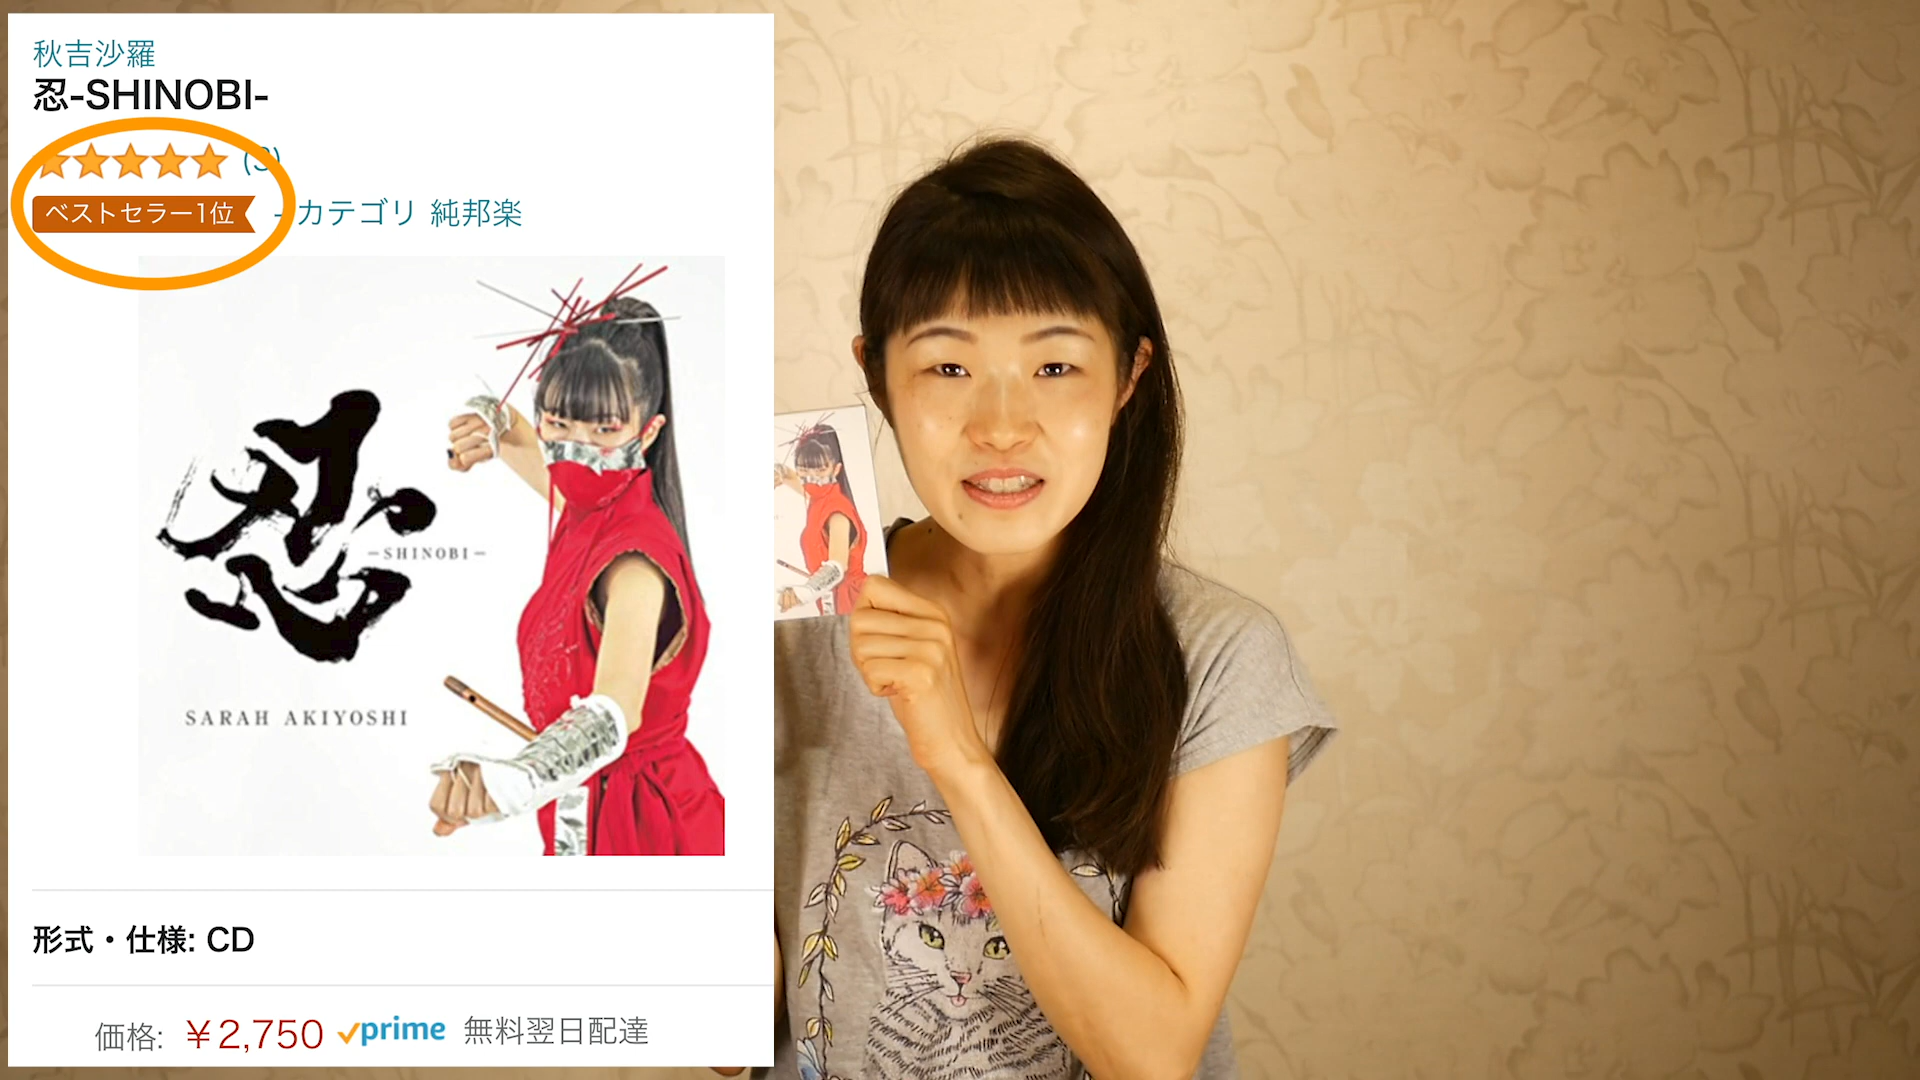 秋吉沙羅
忍-SHINOBI-
★★★★★ (3)
ベストセラー1位 - カテゴリ 純邦楽
忍
-SHINOBI-
SARAH AKIYOSHI
形式・仕様: CD
価格: ￥2,750 prime 無料翌日配達